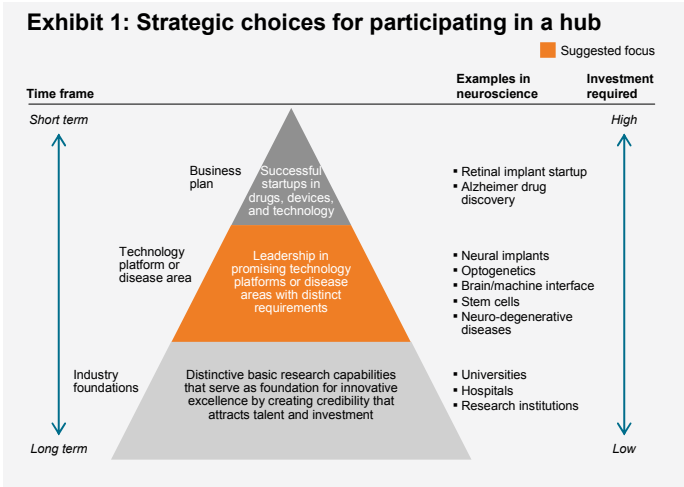 Exhibit 1: Strategic choices for participating in a hub
Suggested focus
Time frame
Examples in
neuroscience
Investment
required
Short term
High
Business
plan
Successful
startups in
drugs, devices,
and technology
▪ Retinal implant startup
▪ Alzheimer drug
discovery
Technology
platform or
disease area
Leadership in
promising technology
platforms or disease
areas with distinct
requirements
▪ Neural implants
▪ Optogenetics
▪ Brain/machine interface
▪ Stem cells
▪ Neuro-degenerative
diseases
Industry
foundations
Distinctive basic research capabilities
that serve as foundation for innovative
excellence by creating credibility that
attracts talent and investment
▪ Universities
▪ Hospitals
▪ Research institutions
Long term
Low